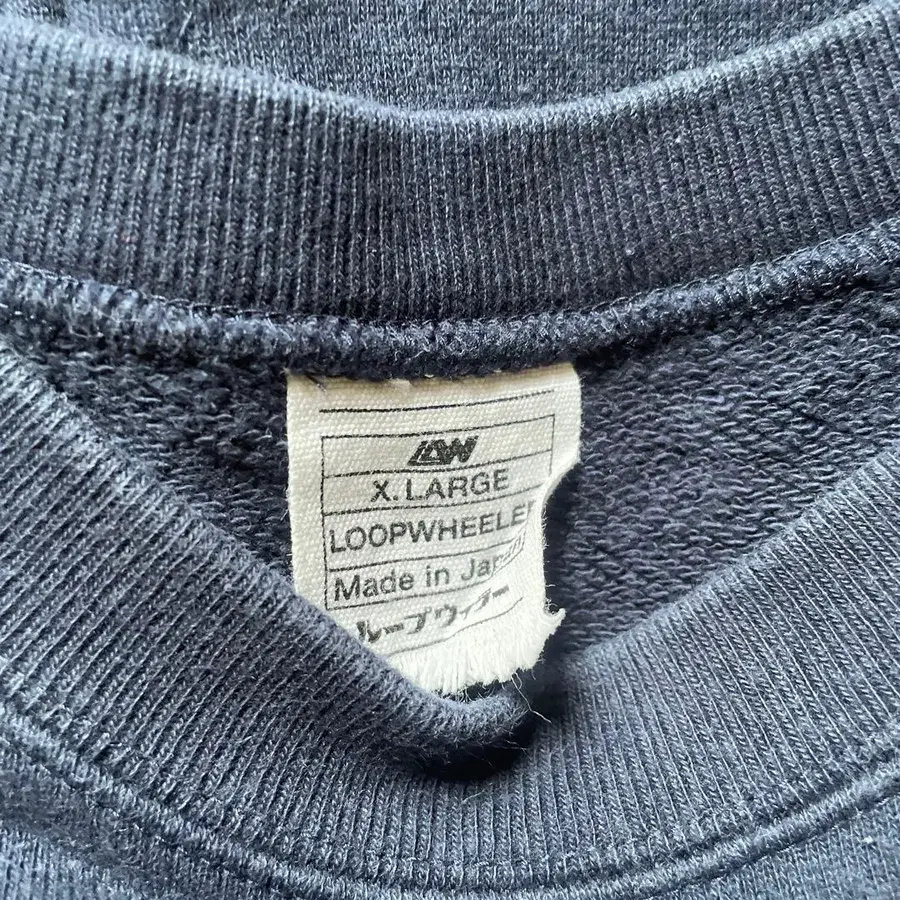 LW
X.LARGE
LOOPWHEELER
Made in Japan
ループウィラー